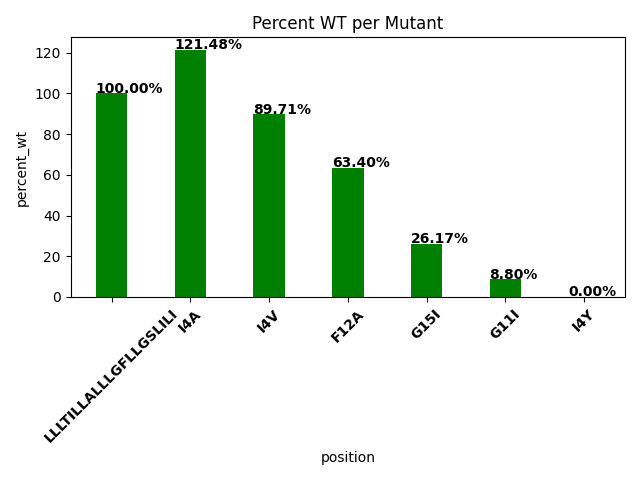 Percent WT per Mutant
percent_wt
120
100
80
60
40
20
0
100.00%
121.48%
89.71%
63.40%
26.17%
8.80%
0.00%
LLLTILLALLLGFLLGSLILI
I4A
I4V
F12A
G15I
G11I
I4Y
position